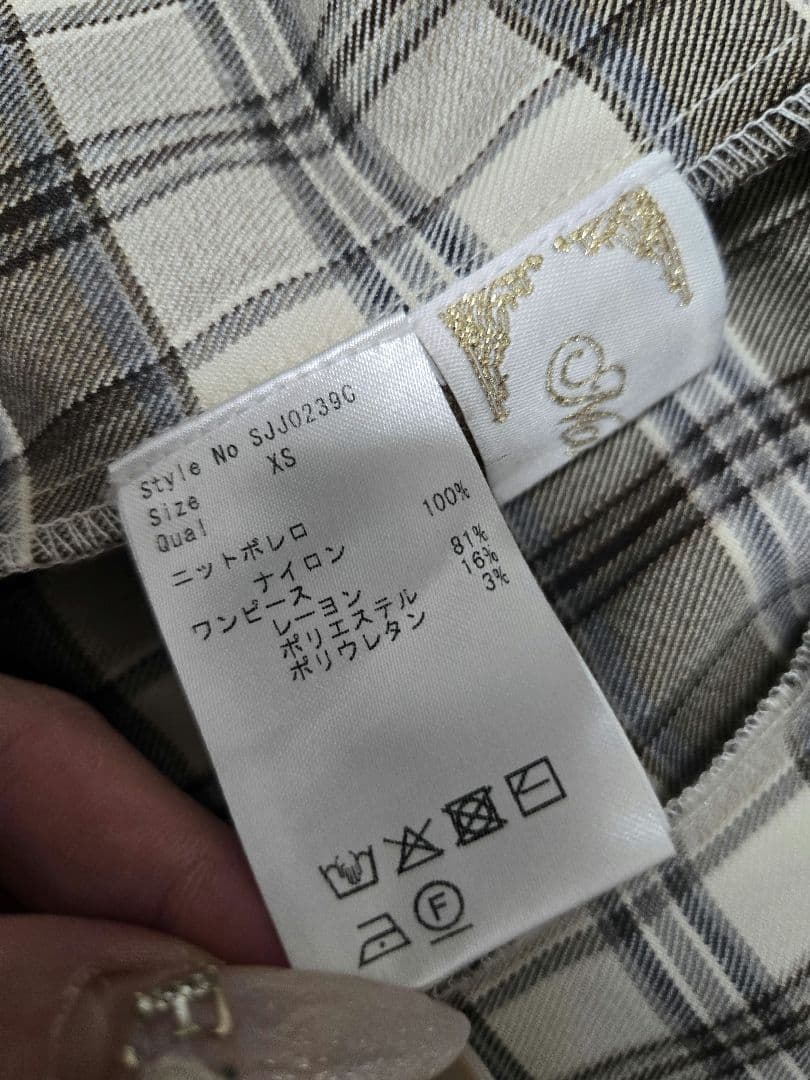 Style No SJJ0239G
Size XS
Qual
ニットボレロ
ナイロン 100%
ワンピース
レーヨン 81%
ポリエステル 16%
ポリウレタン 3%
F